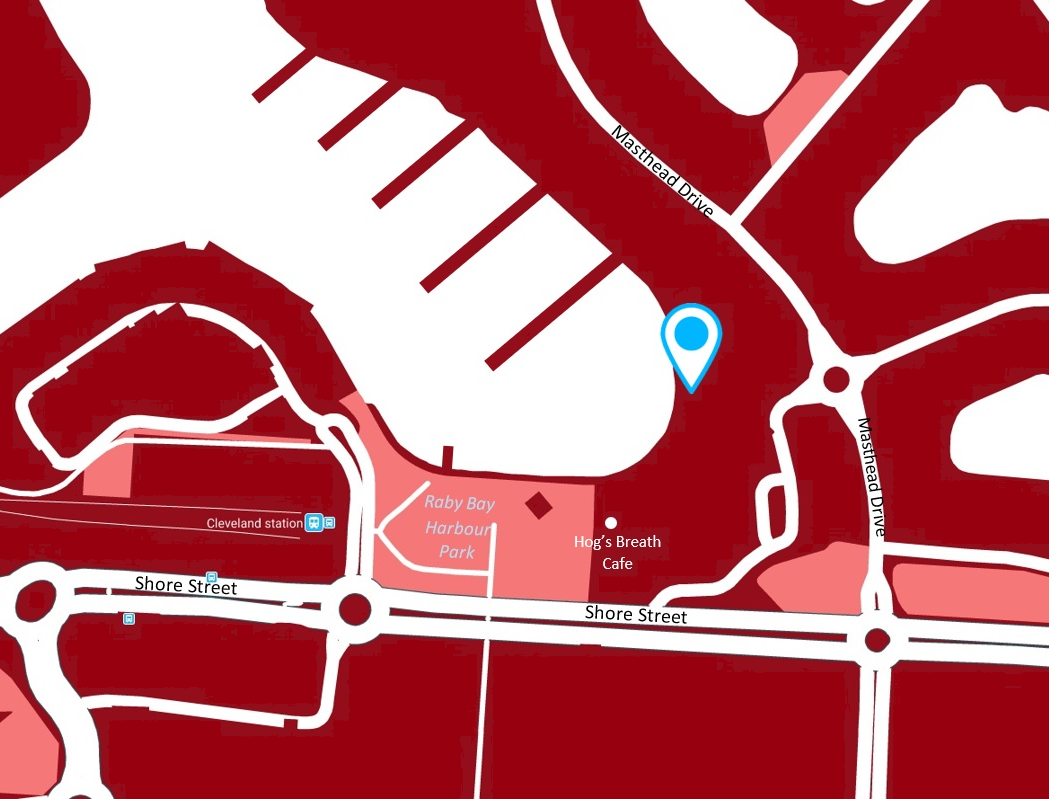 Masthead Drive
Masthead Drive
Raby Bay
Harbour
Park
Cleveland station
Hog's Breath
Cafe
Shore Street
Shore Street